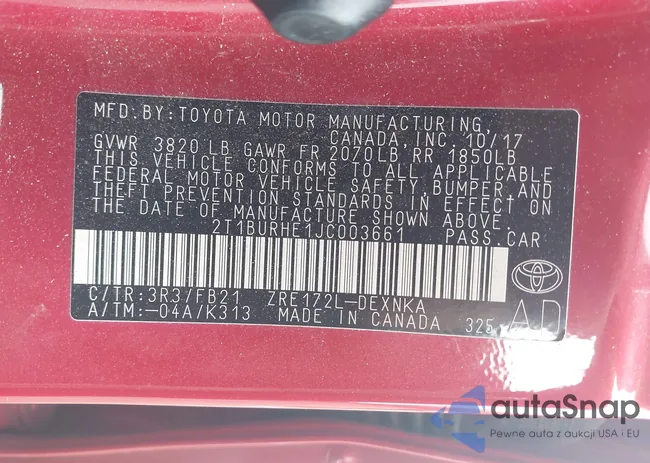 MFD. BY: TOYOTA MOTOR MANUFACTURING,
CANADA, INC. 10/17
GVWR 3820 LB GAWR FR 2070LB RR 1850LB
THIS VEHICLE CONFORMS TO ALL APPLICABLE
FEDERAL MOTOR VEHICLE SAFETY, BUMPER AND
THEFT PREVENTION STANDARDS IN EFFECT ON
THE DATE OF MANUFACTURE SHOWN ABOVE.
2T1BURHE1JC003661 PASS. CAR
C/TR:3R3/FB21 ZRE172L-DEXNKA
A/TM:-04A/K313 MADE IN CANADA 325 AD
autaSnap
Pewne auta z aukcji USA i EU